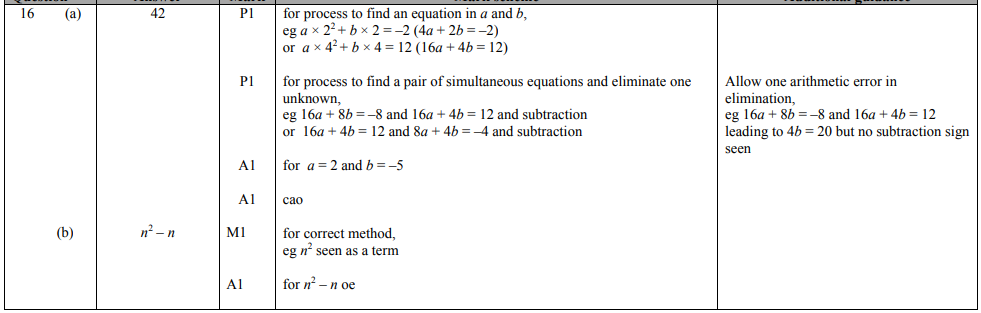 16 (a) 42 P1 for process to find an equation in a and b,
eg a × 2² + b × 2 = –2 (4a + 2b = –2)
or a × 4² + b × 4 = 12 (16a + 4b = 12)
P1 for process to find a pair of simultaneous equations and eliminate one Allow one arithmetic error in
unknown, elimination,
eg 16a + 8b = –8 and 16a + 4b = 12 and subtraction eg 16a + 8b = –8 and 16a + 4b = 12
or 16a + 4b = 12 and 8a + 4b = –4 and subtraction leading to 4b = 20 but no subtraction sign
seen
A1 for a = 2 and b = –5
A1 cao
(b) n² – n M1 for correct method,
eg n² seen as a term
A1 for n² – n oe